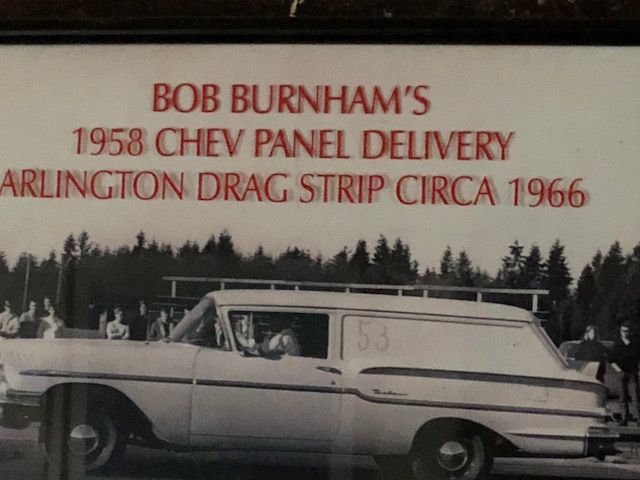 BOB BURNHAM'S
1958 CHEV PANEL DELIVERY
ARLINGTON DRAG STRIP CIRCA 1966
53